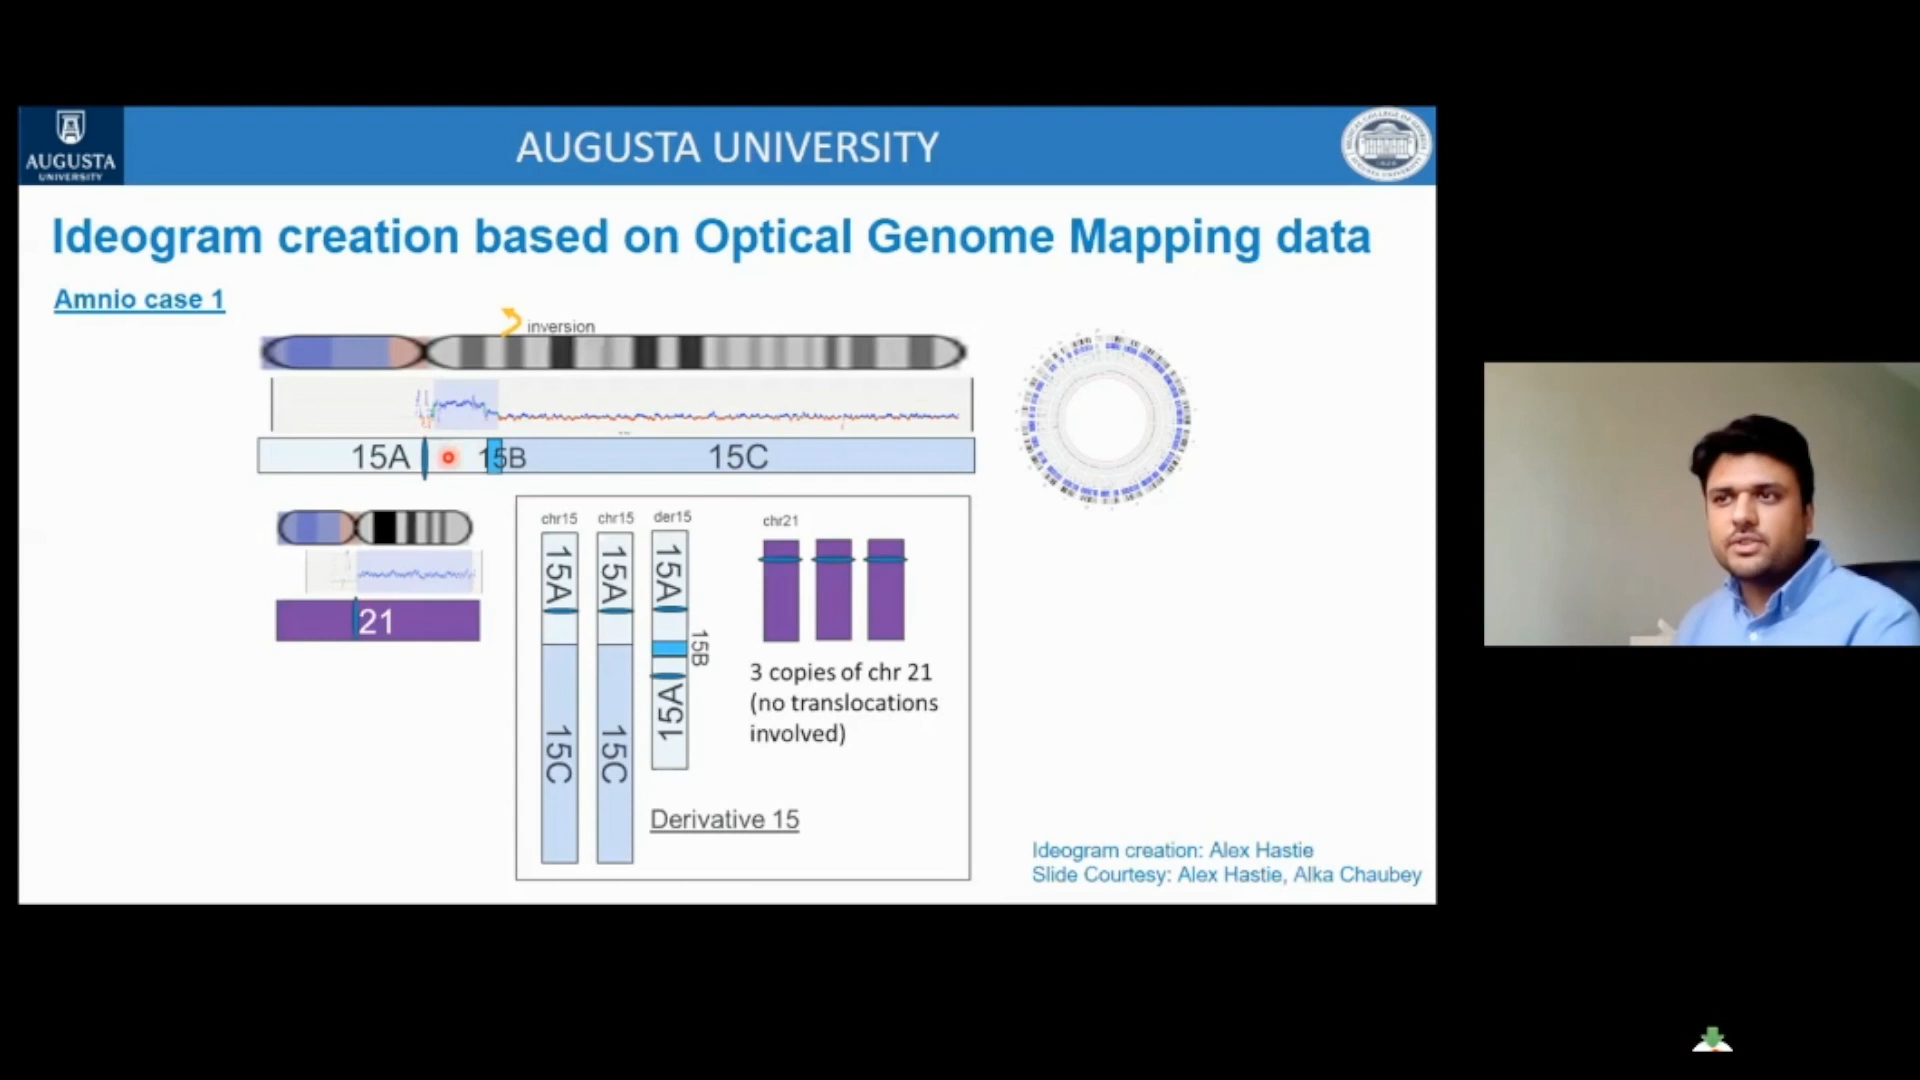 AUGUSTA
UNIVERSITY
AUGUSTA UNIVERSITY
Ideogram creation based on Optical Genome Mapping data
Amnio case 1
inversion
15A
15B
15C
21
chr15
chr15
der15
chr21
15A
15A
15A
15B
15A
15C
15C
3 copies of chr 21
(no translocations
involved)
Derivative 15
Ideogram creation: Alex Hastie
Slide Courtesy: Alex Hastie, Alka Chaubey